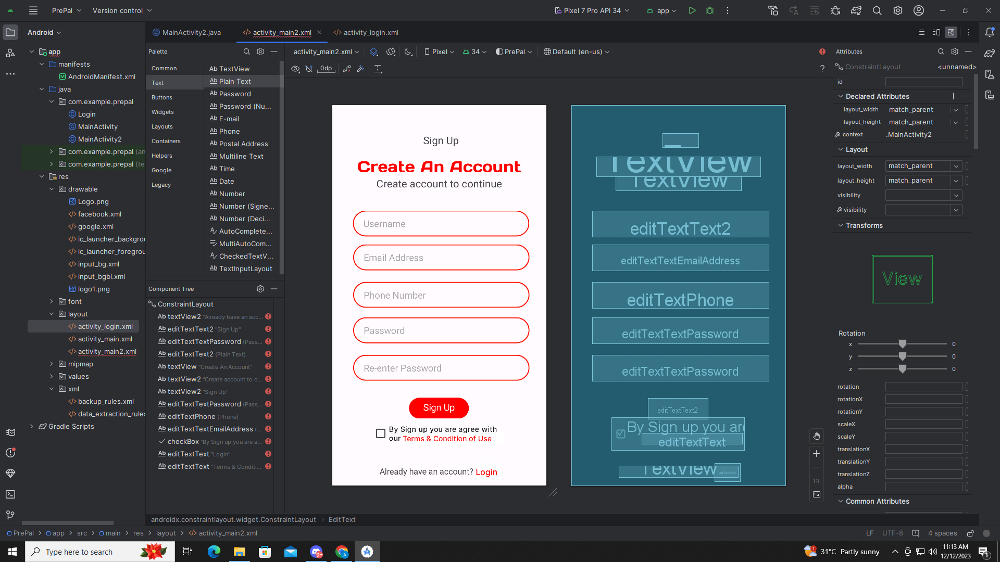 PrePal
Version control
Pixel 7 Pro API 34
app
Android
MainActivity2.java
activity_main2.xml
activity_login.xml
app
manifests
AndroidManifest.xml
java
com.example.prepal
Login
MainActivity
MainActivity2
com.example.prepal (an
com.example.prepal (te
res
drawable
Logo.png
facebook.xml
google.xml
ic_launcher_backgrou
ic_launcher_foregrou
input_bg.xml
input_bgbl.xml
logo1.png
font
layout
activity_login.xml
activity_main.xml
activity_main2.xml
mipmap
values
xml
backup_rules.xml
data_extraction_rules
Gradle Scripts
Palette
Common
Text
Buttons
Widgets
Layouts
Containers
Helpers
Google
Legacy
Ab TextView
Ab Plain Text
Ab Password
Ab Password (Nu...
Ab E-mail
Ab Phone
Ab Postal Address
Ab Multiline Text
Ab Time
Ab Date
Ab Number
Ab Number (Signe...
Ab Number (Deci...
AutoComplete...
MultiAutoCom...
CheckedTextV...
Ab TextInputLayout
Component Tree
ConstraintLayout
Ab textView2 "Already have an acc...
Ab editTextText2 "Sign Up"
Ab editTextTextPassword (Pass...
Ab editTextText2 (Plain Text)
Ab textView "Create An Account"
Ab textView2 "Create account to c...
Ab textView2 "Sign Up"
Ab editTextTextPassword (Pass...
Ab editTextPhone (Phone)
Ab editTextTextEmailAddress (...
checkBox "By Sign up you are a...
Ab editTextText "Login"
Ab editTextText "Terms & Conditi...
activity_main2.xml
Pixel
34
PrePal
Default (en-us)
0dp
?
Sign Up
Create An Account
Create account to continue
Username
Email Address
Phone Number
Password
Re-enter Password
Sign Up
By Sign up you are agree with
our Terms & Condition of Use
Already have an account? Login
TextView
TextView
editTextText2
editTextTextEmailAddress
editTextPhone
editTextTextPassword
editTextTextPassword
editTextText2
By Sign up you are
editTextText
TextView
editTextText
1:1
Attributes
ConstraintLayout
<unnamed>
id
Declared Attributes
layout_width match_parent
layout_height match_parent
context .MainActivity2
Layout
layout_width match_parent
layout_height match_parent
visibility
visibility
Transforms
View
Rotation
x 0
y 0
z 0
rotation
rotationX
rotationY
scaleX
scaleY
translationX
translationY
translationZ
alpha
Common Attributes
androidx.constraintlayout.widget.ConstraintLayout > EditText
PrePal > app > src > main > res > layout > activity_main2.xml
LF UTF-8 4 spaces
Type here to search
9+
A
1
31°C Partly sunny
11:13 AM
12/12/2023
1